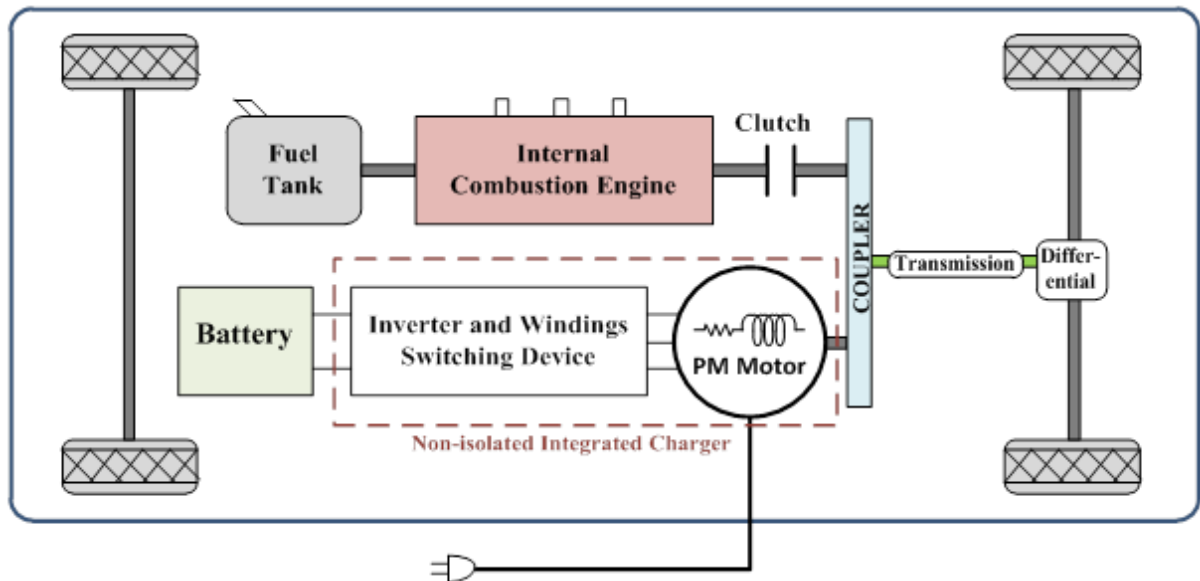 Fuel
Tank
Internal
Combustion Engine
Clutch
COUPLER
Transmission
Differ-
ential
Battery
Inverter and Windings
Switching Device
PM Motor
Non-isolated Integrated Charger